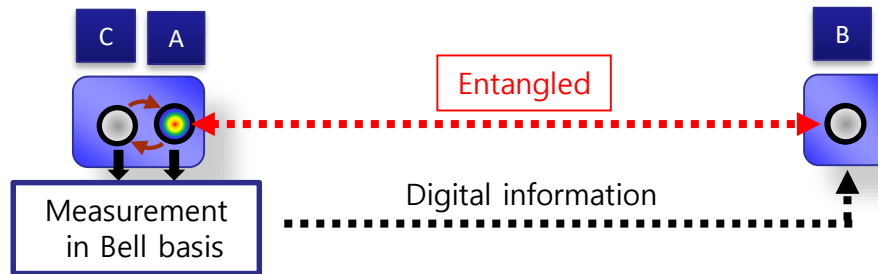 C
A
B
Entangled
Digital information
Measurement
in Bell basis